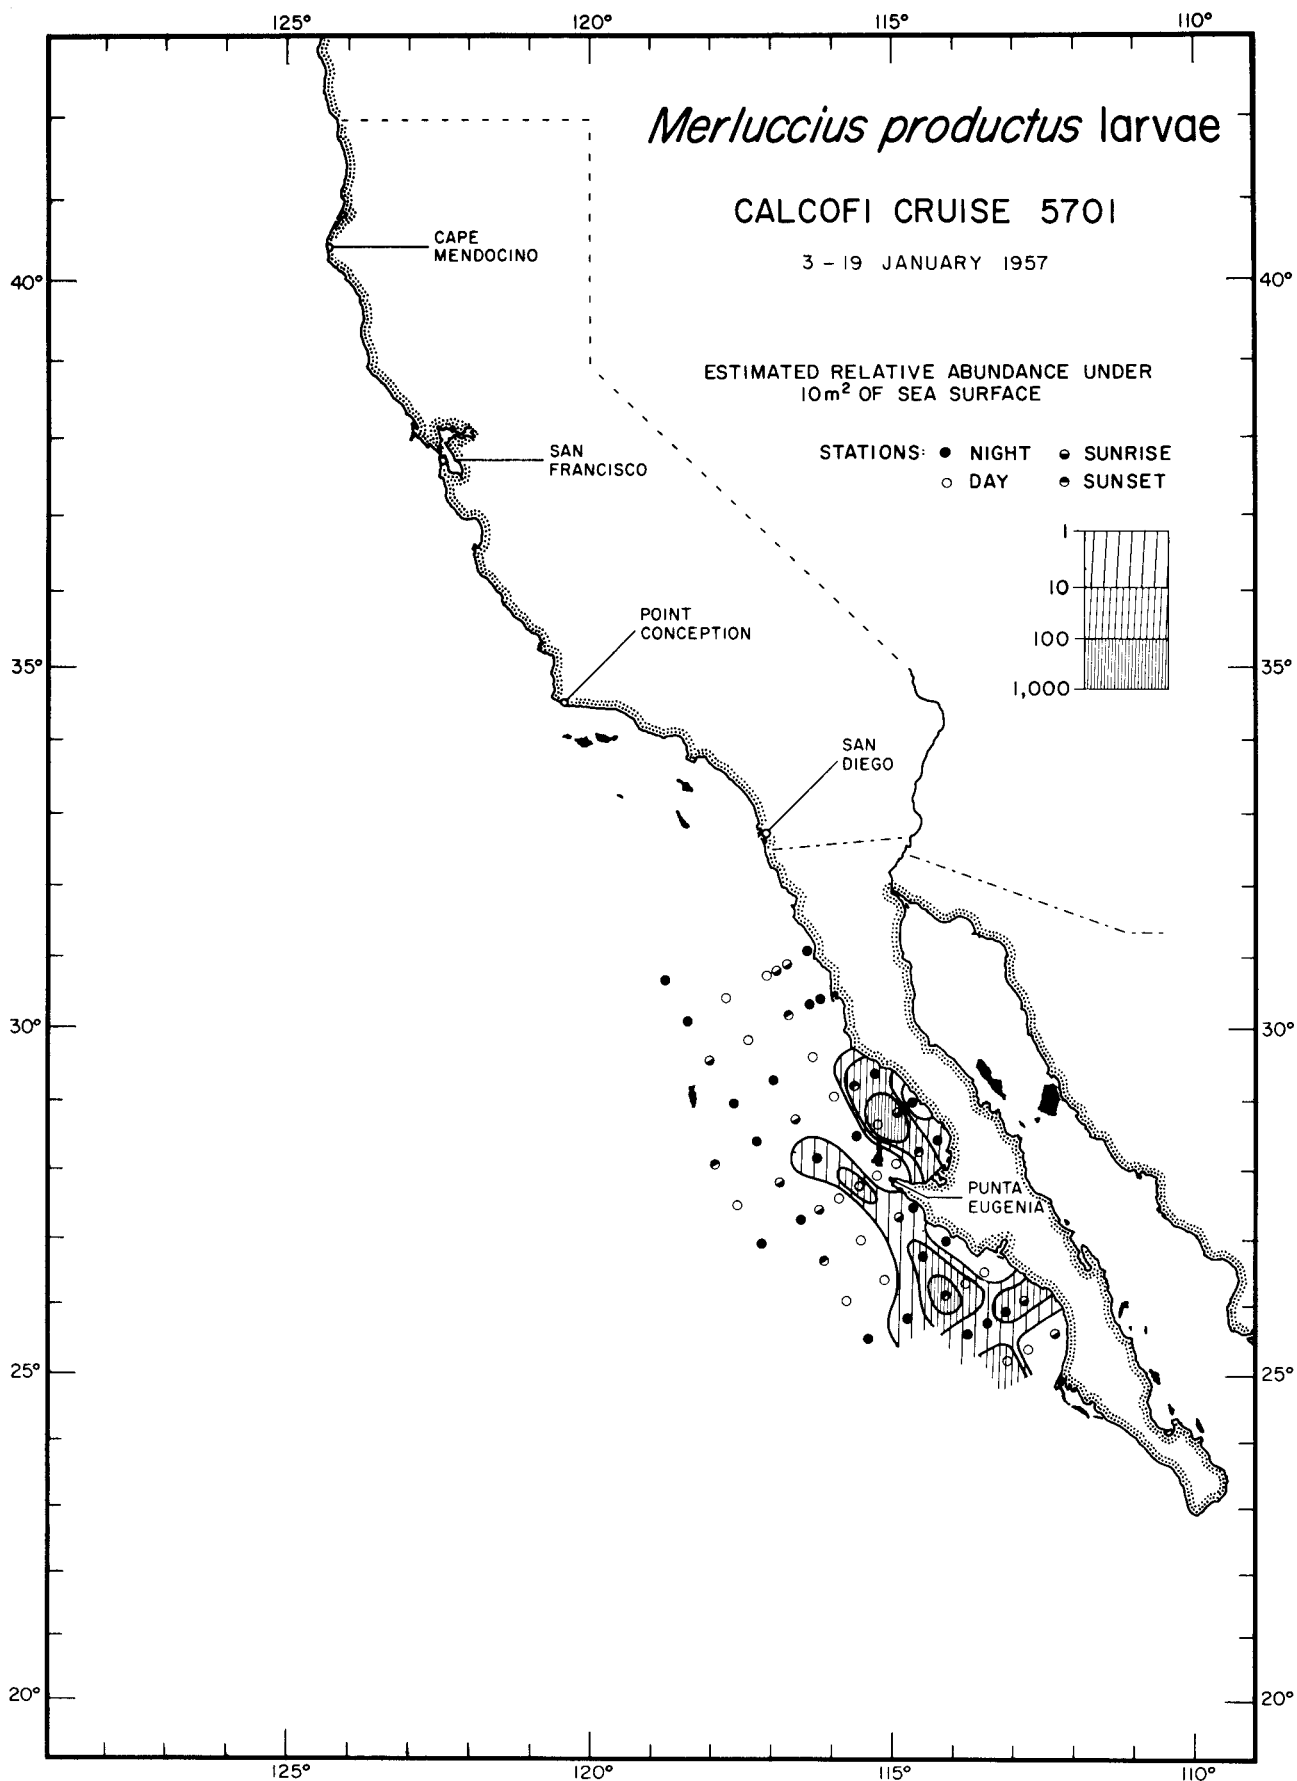 125° 120° 115° 110°
Merluccius productus larvae
CALCOFI CRUISE 5701
3 – 19 JANUARY 1957
CAPE
MENDOCINO
40° 40°
ESTIMATED RELATIVE ABUNDANCE UNDER
10m² OF SEA SURFACE
STATIONS: NIGHT SUNRISE
DAY SUNSET
SAN
FRANCISCO
1
10
100
1,000
POINT
CONCEPTION
35° 35°
SAN
DIEGO
30° 30°
PUNTA
EUGENIA
25° 25°
20° 20°
125° 120° 115° 110°